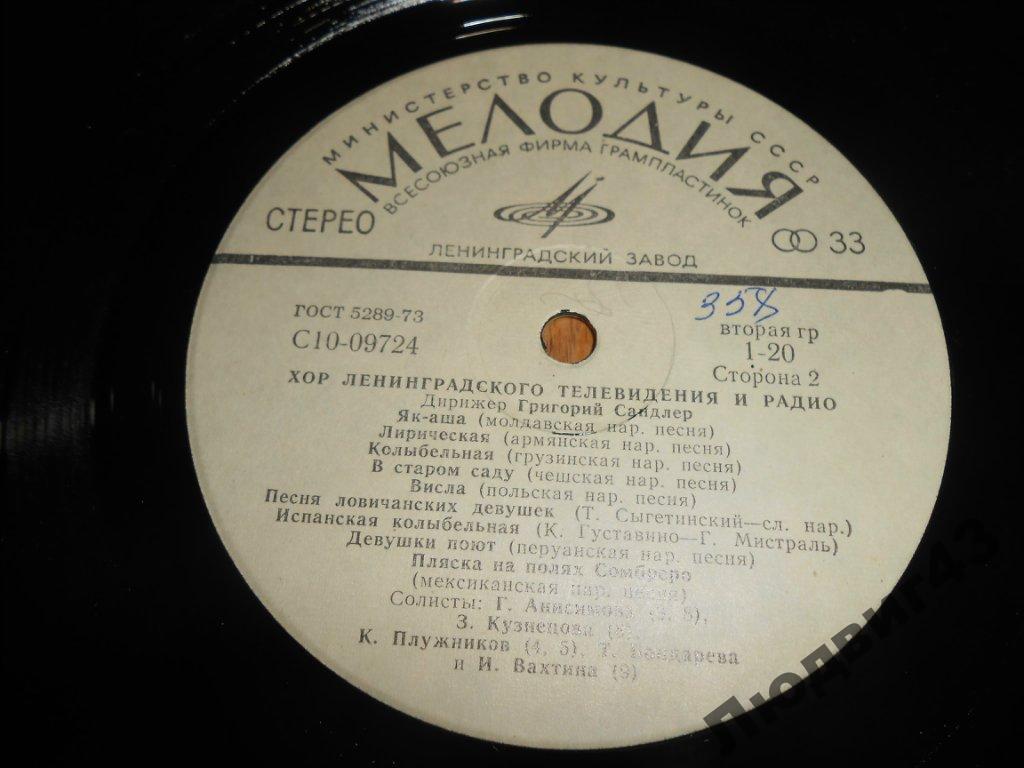 МИНИСТЕРСТВО КУЛЬТУРЫ СССР
МЕЛОДИЯ
ВСЕСОЮЗНАЯ ФИРМА ГРАМПЛАСТИНОК
СТЕРЕО
33
ЛЕНИНГРАДСКИЙ ЗАВОД
ГОСТ 5289-73
358
вторая гр
С10-09724
1-20
Сторона 2
ХОР ЛЕНИНГРАДСКОГО ТЕЛЕВИДЕНИЯ И РАДИО
Дирижер Григорий Сандлер
Як-аша (молдавская нар. песня)
Лирическая (армянская нар. песня)
Колыбельная (грузинская нар. песня)
В старом саду (чешская нар. песня)
Висла (польская нар. песня)
Песня ловичанских девушек (Т. Сыгетинский—сл. нар.)
Испанская колыбельная (К. Густавино—Г. Мистраль)
Девушки поют (перуанская нар. песня)
Пляска на полях Сомбреро
(мексиканская нар. песня)
Солисты: Г. Анисимова
З. Кузнецова
К. Плужников (4, 5), Т. Бондарева
и И. Вахтина (9)
Людвиг43